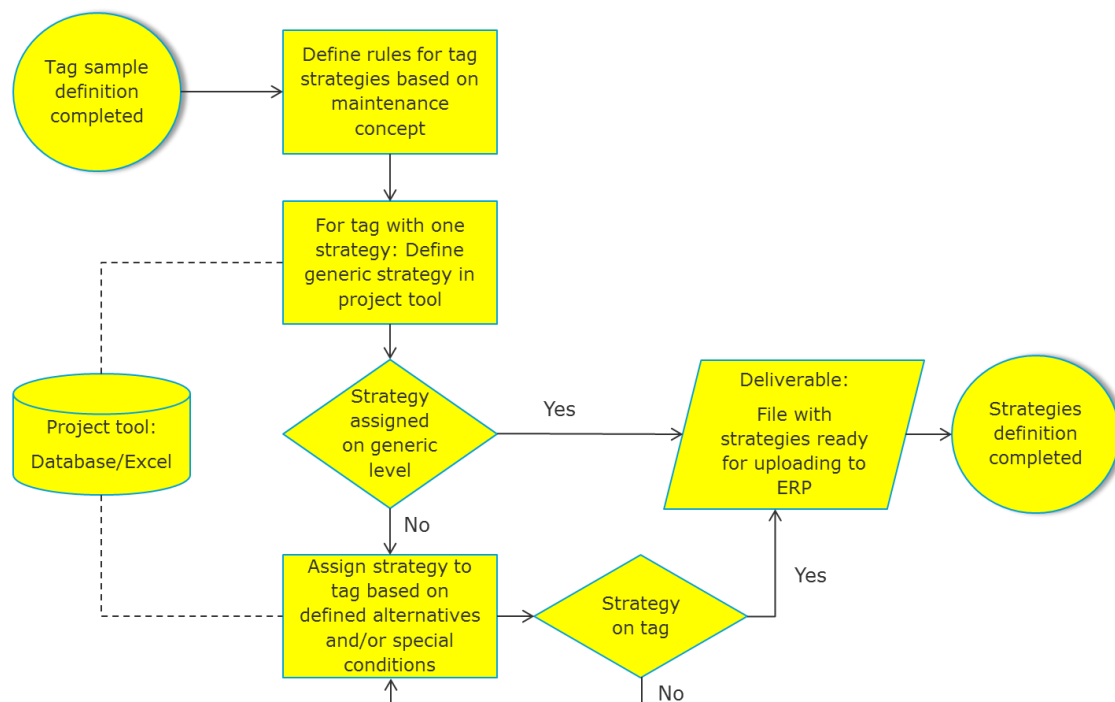 Tag sample
definition
completed
Define rules for tag
strategies based on
maintenance
concept
For tag with one
strategy: Define
generic strategy in
project tool
Strategy
assigned
on generic
level
Yes
No
Project tool:
Database/Excel
Deliverable:
File with
strategies ready
for uploading to
ERP
Strategies
definition
completed
Assign strategy to
tag based on
defined alternatives
and/or special
conditions
Strategy
on tag
Yes
No